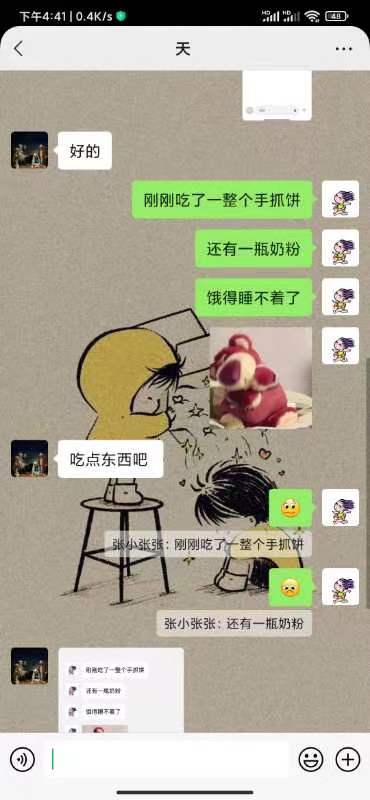 下午4:41 | 0.4K/s
HD HD 48
天
好的
刚刚吃了一整个手抓饼
还有一瓶奶粉
饿得睡不着了
吃点东西吧
张小张张: 刚刚吃了一整个手抓饼
张小张张: 还有一瓶奶粉
刚刚吃了一整个手抓饼
还有一瓶奶粉
饿得睡不着了